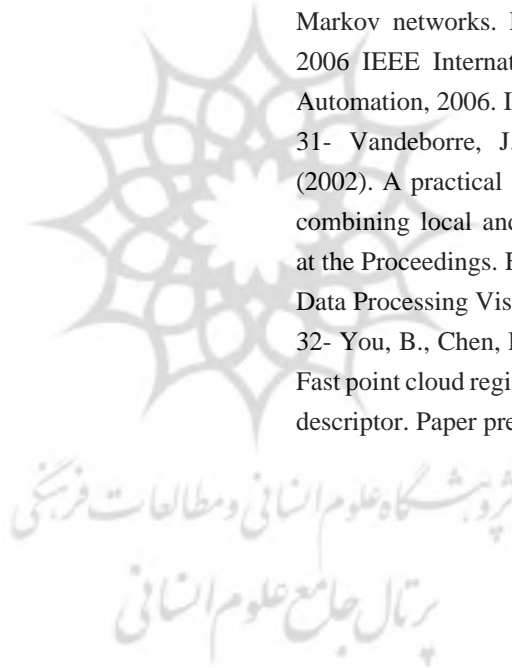 Markov networks.
2006 IEEE Internat
Automation, 2006. I
31- Vandeborre, J.
(2002). A practical
combining local and
at the Proceedings.
Data Processing Vis
32- You, B., Chen,
Fast point cloud regi
descriptor. Paper pre
پژوهشگاه علوم انسانی و مطالعات فرهنگی
پرتال جامع علوم انسانی